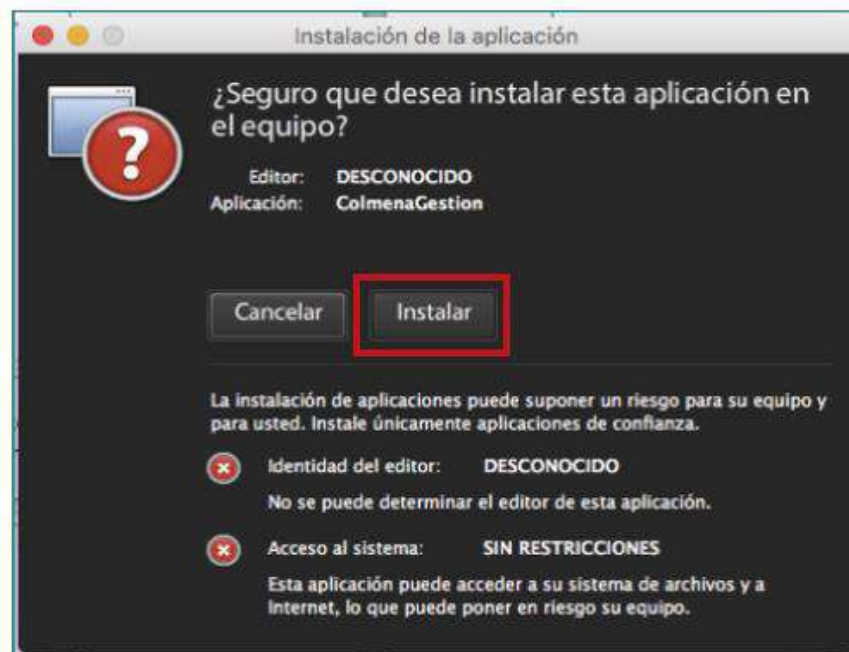 Instalación de la aplicación
¿Seguro que desea instalar esta aplicación en
el equipo?
Editor: DESCONOCIDO
Aplicación: ColmenaGestion
Cancelar Instalar
La instalación de aplicaciones puede suponer un riesgo para su equipo y
para usted. Instale únicamente aplicaciones de confianza.
Identidad del editor: DESCONOCIDO
No se puede determinar el editor de esta aplicación.
Acceso al sistema: SIN RESTRICCIONES
Esta aplicación puede acceder a su sistema de archivos y a
Internet, lo que puede poner en riesgo su equipo.